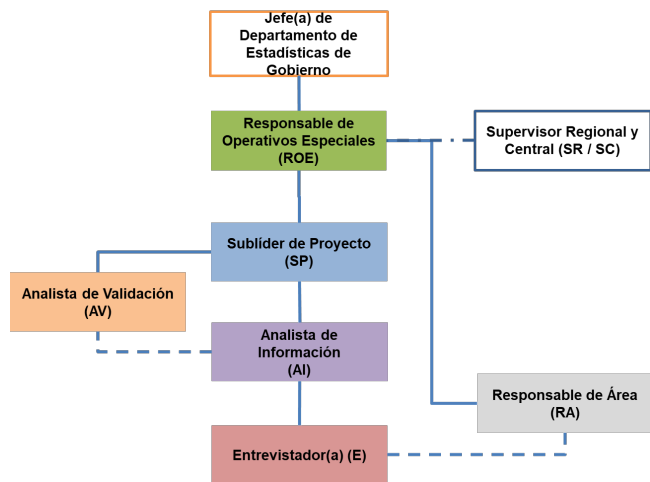 Jefe(a) de
Departamento de
Estadísticas de
Gobierno
Responsable de
Operativos Especiales
(ROE)
Supervisor Regional y
Central (SR / SC)
Sublíder de Proyecto
(SP)
Analista de Validación
(AV)
Analista de
Información
(AI)
Responsable de Área
(RA)
Entrevistador(a) (E)